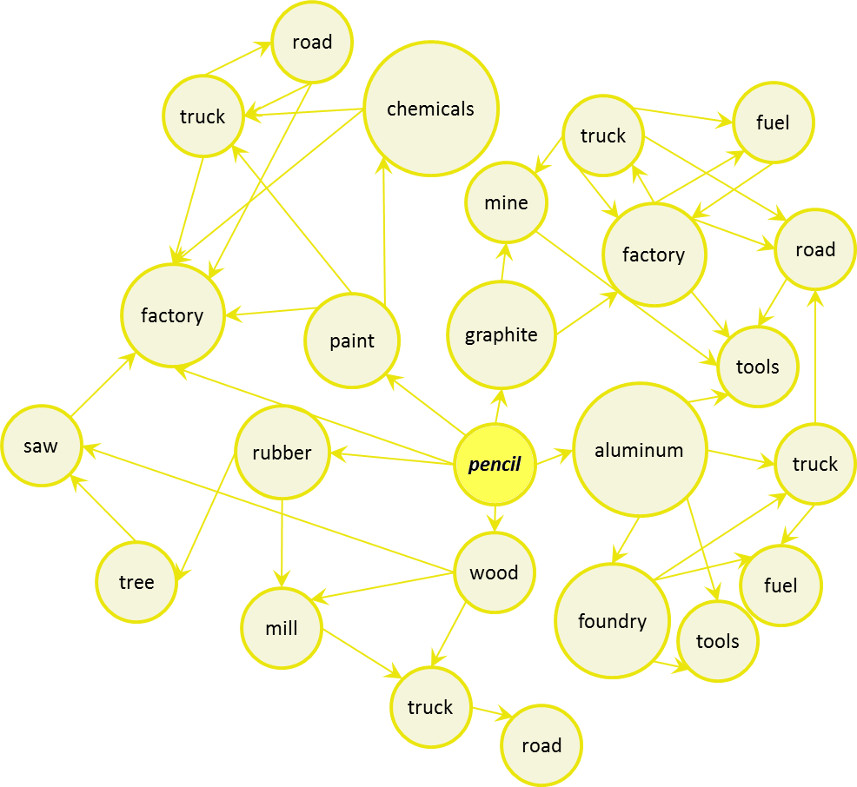 road
truck
chemicals
truck
fuel
mine
factory
road
factory
paint
graphite
tools
saw
rubber
pencil
aluminum
truck
tree
wood
fuel
mill
foundry
tools
truck
road